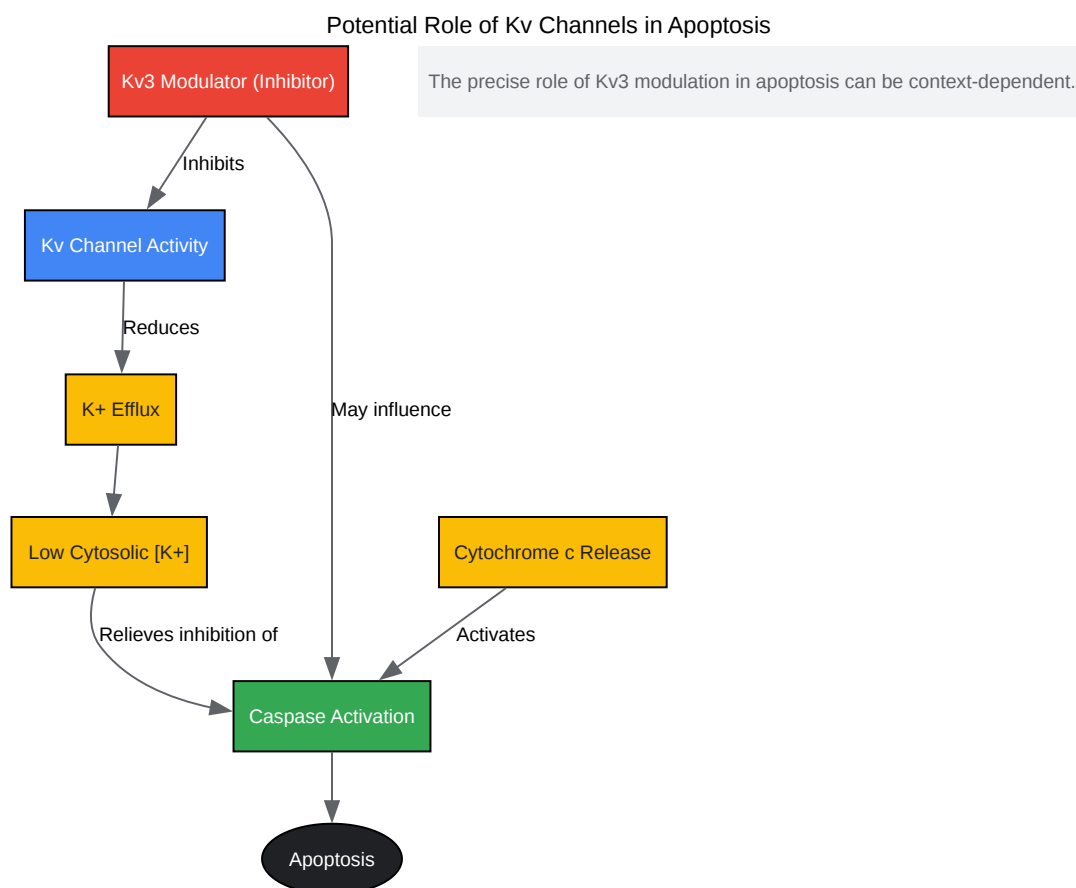 Potential Role of Kv Channels in Apoptosis
Kv3 Modulator (Inhibitor)
The precise role of Kv3 modulation in apoptosis can be context-dependent.
Inhibits
Kv Channel Activity
Reduces
K+ Efflux
May influence
Low Cytosolic [K+]
Cytochrome c Release
Relieves inhibition of
Activates
Caspase Activation
Apoptosis